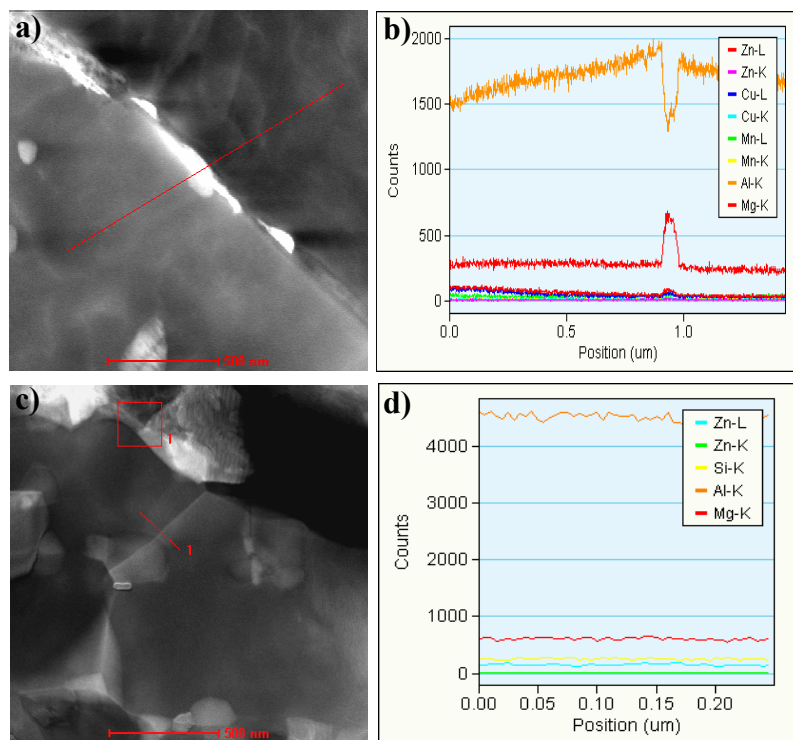 a)
500 nm
b)
2000
1500
1000
500
0
Counts
0.0 0.5 1.0
Position (um)
Zn-L
Zn-K
Cu-L
Cu-K
Mn-L
Mn-K
Al-K
Mg-K
c)
1
1
500 nm
d)
4000
3000
2000
1000
0
Counts
0.00 0.05 0.10 0.15 0.20
Position (um)
Zn-L
Zn-K
Si-K
Al-K
Mg-K